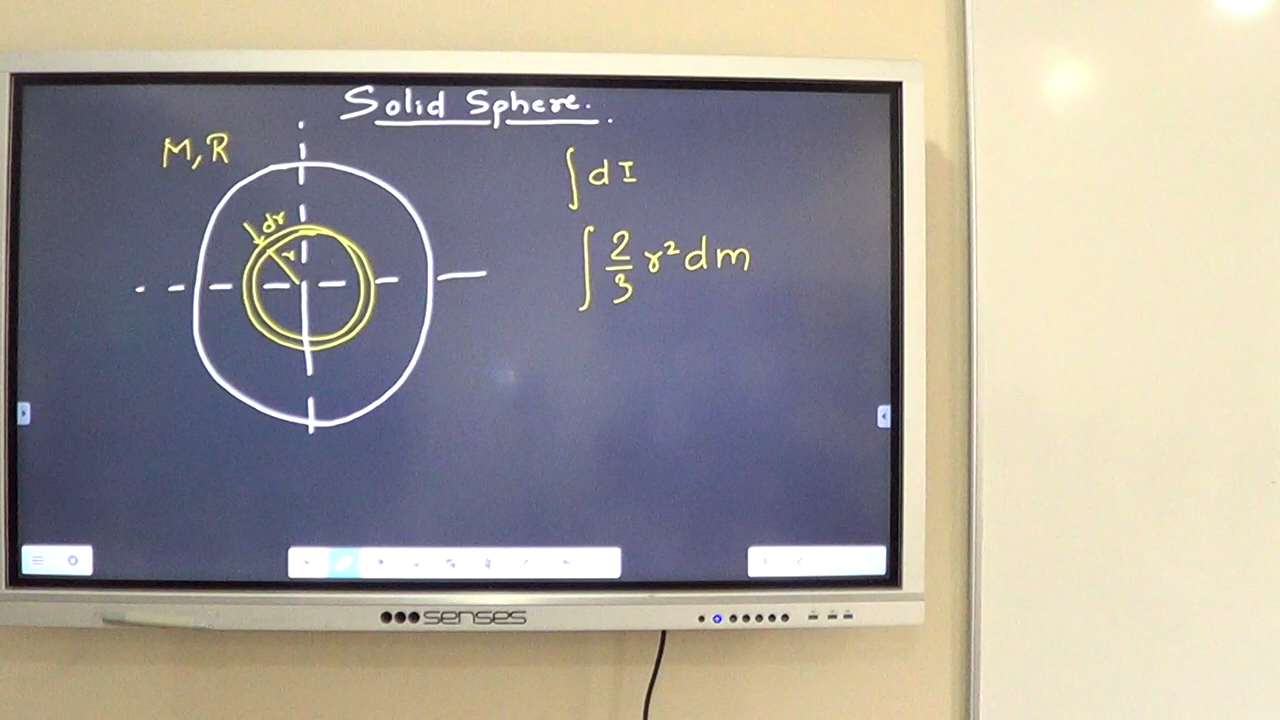 Solid Sphere.
M, R
dr
r
∫ dI
∫ 2/3 r² dm
senses